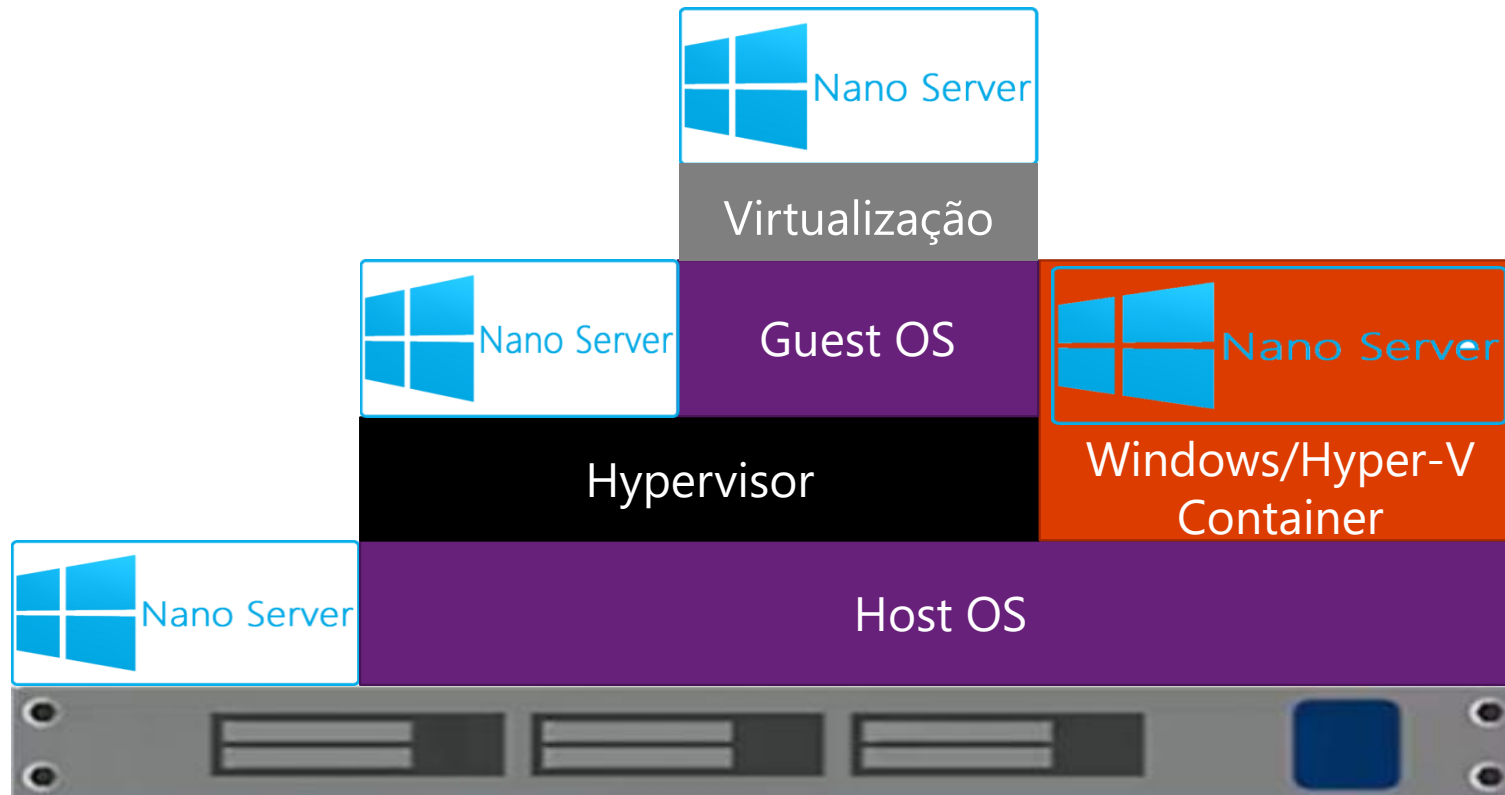 Nano Server
Virtualização
Nano Server
Guest OS
Nano Server
Hypervisor
Windows/Hyper-V
Container
Nano Server
Host OS